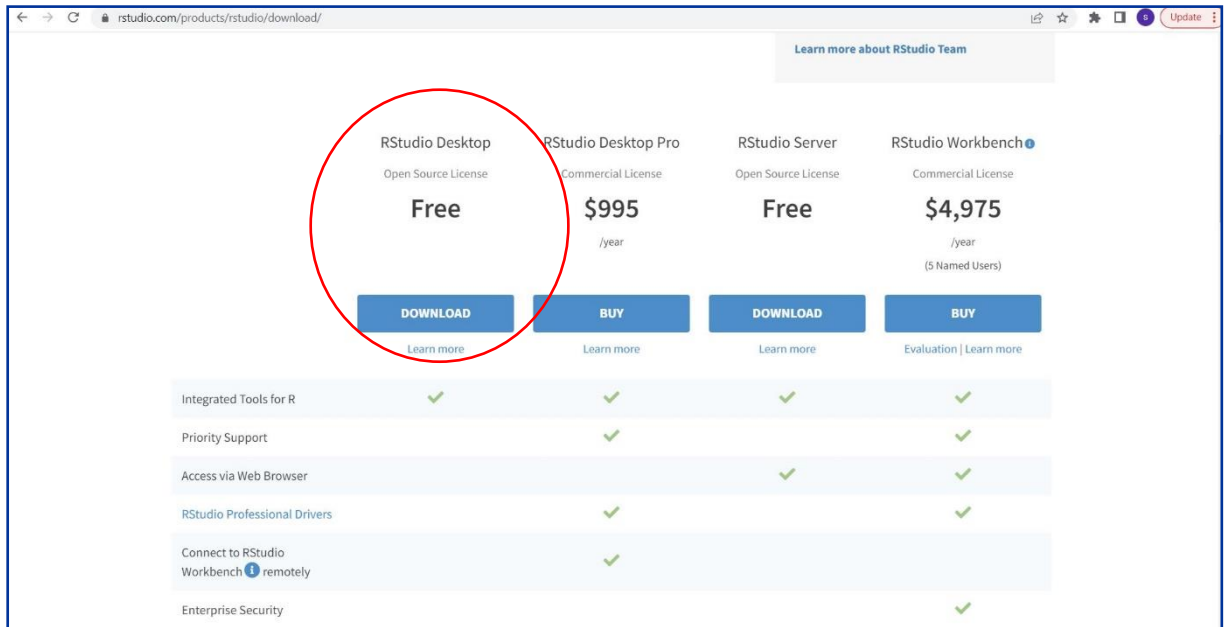 rstudio.com/products/rstudio/download/
G
Update
Learn more about RStudio Team
RStudio Desktop
RStudio Desktop Pro
RStudio Server
RStudio Workbench
Open Source License
Commercial License
Open Source License
Commercial License
Free
$995
Free
$4,975
/year
/year
(5 Named Users)
DOWNLOAD
BUY
DOWNLOAD
BUY
Learn more
Learn more
Learn more
Evaluation | Learn more
Integrated Tools for R
Priority Support
Access via Web Browser
RStudio Professional Drivers
Connect to RStudio
Workbench remotely
Enterprise Security